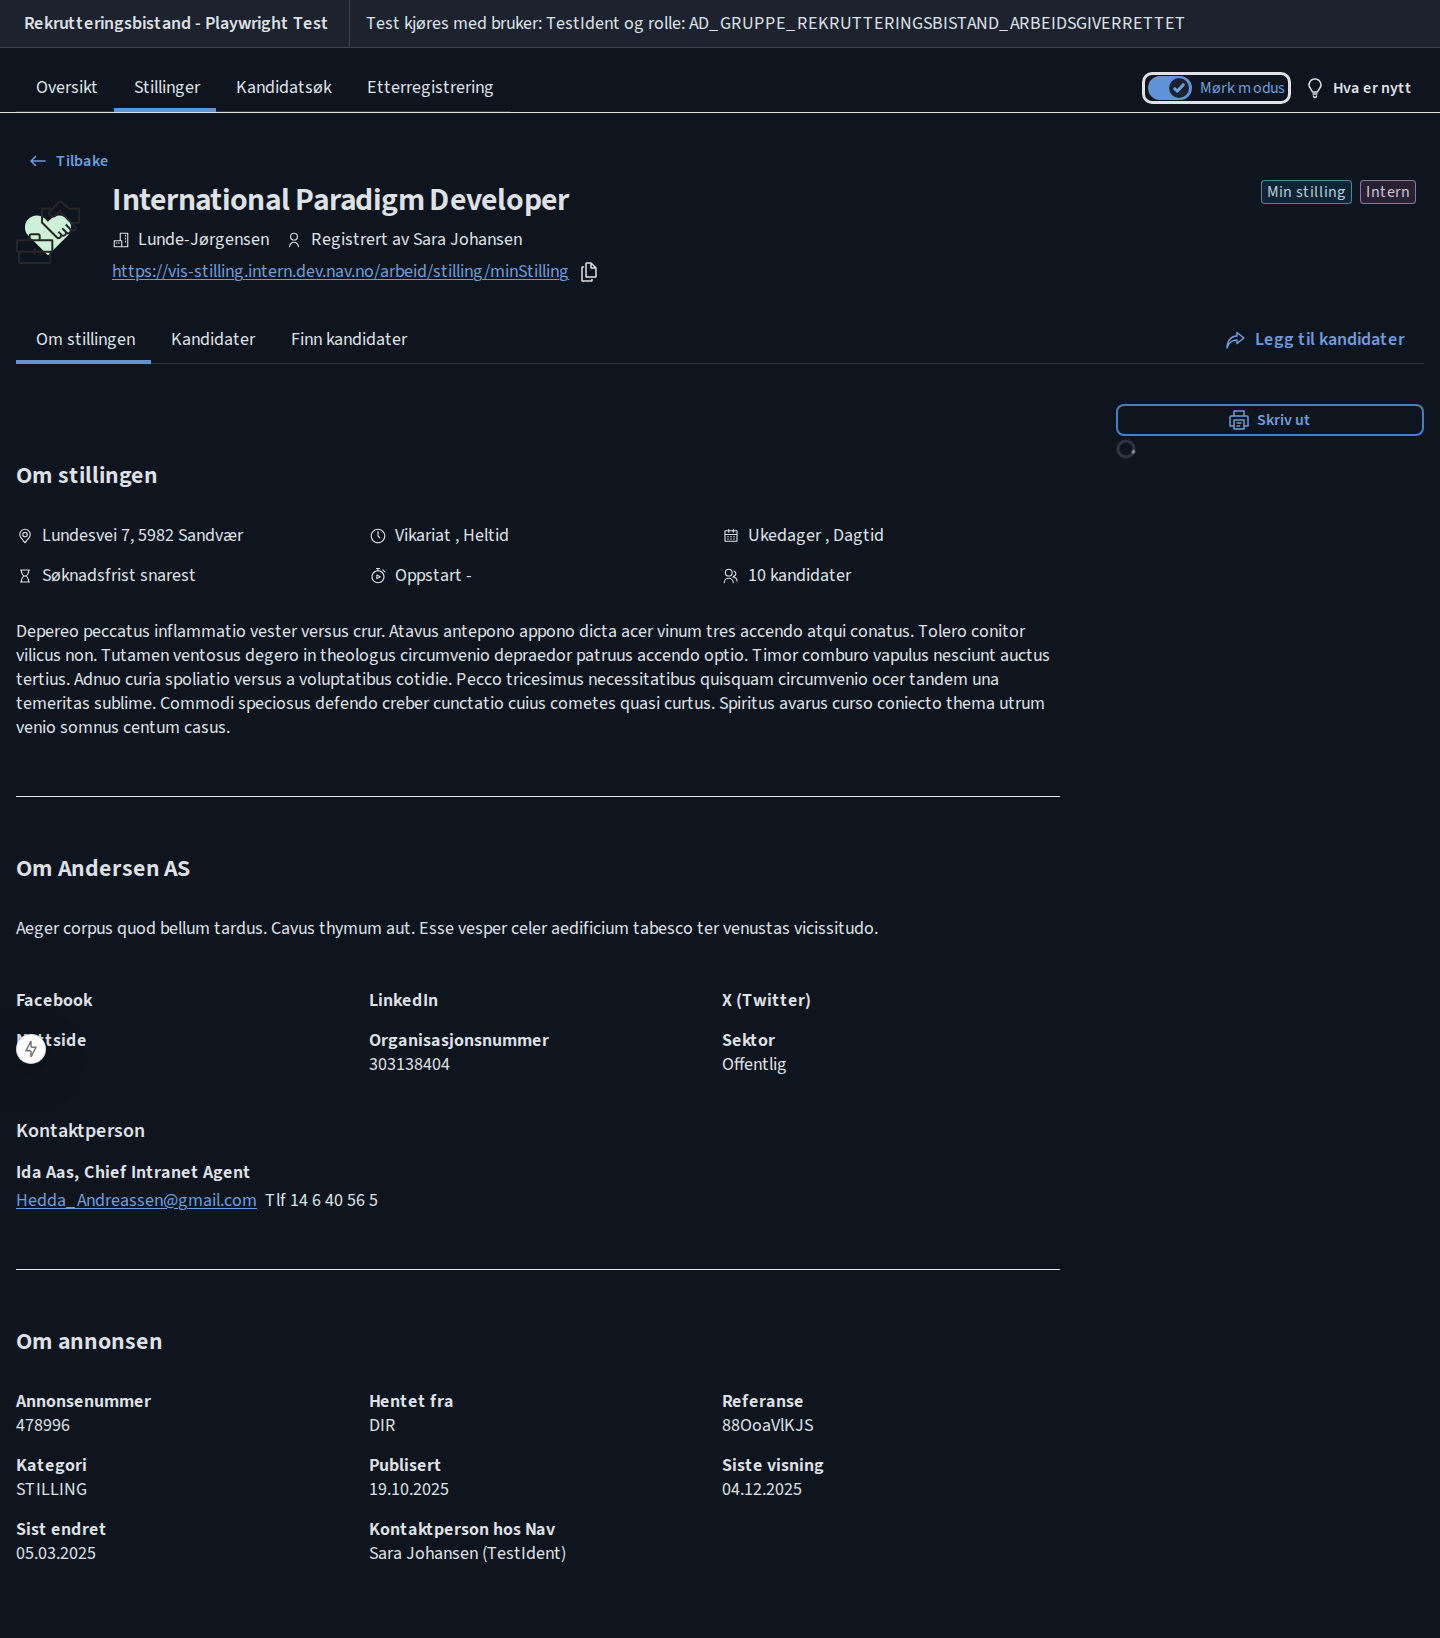 Rekrutteringsbistand - Playwright Test
Test kjøres med bruker: TestIdent og rolle: AD_GRUPPE_REKRUTTERINGSBISTAND_ARBEIDSGIVERRETTET
Oversikt Stillinger Kandidatsøk Etterregistrering Mørk modus Hva er nytt
Tilbake
International Paradigm Developer
Min stilling Intern
Lunde-Jørgensen Registrert av Sara Johansen
https://vis-stilling.intern.dev.nav.no/arbeid/stilling/minStilling
Om stillingen Kandidater Finn kandidater Legg til kandidater
Skriv ut
Om stillingen
Lundesvei 7, 5982 Sandvær Vikariat , Heltid Ukedager , Dagtid
Søknadsfrist snarest Oppstart - 10 kandidater
Depereo peccatus inflammatio vester versus crur. Atavus antepono appono dicta acer vinum tres accendo atqui conatus. Tolero conitor
vilicus non. Tutamen ventosus degero in theologus circumvenio depraedor patruus accendo optio. Timor comburo vapulus nesciunt auctus
tertius. Adnuo curia spoliatio versus a voluptatibus cotidie. Pecco tricesimus necessitatibus quisquam circumvenio ocer tandem una
temeritas sublime. Commodi speciosus defendo creber cunctatio cuius cometes quasi curtus. Spiritus avarus curso coniecto thema utrum
venio somnus centum casus.
Om Andersen AS
Aeger corpus quod bellum tardus. Cavus thymum aut. Esse vesper celer aedificium tabesco ter venustas vicissitudo.
Facebook LinkedIn X (Twitter)
Organisasjonsnummer Sektor
303138404 Offentlig
Kontaktperson
Ida Aas, Chief Intranet Agent
Hedda_Andreassen@gmail.com Tlf 14 6 40 56 5
Om annonsen
Annonsenummer Hentet fra Referanse
478996 DIR 88OoaVlKJS
Kategori Publisert Siste visning
STILLING 19.10.2025 04.12.2025
Sist endret Kontaktperson hos Nav
05.03.2025 Sara Johansen (TestIdent)